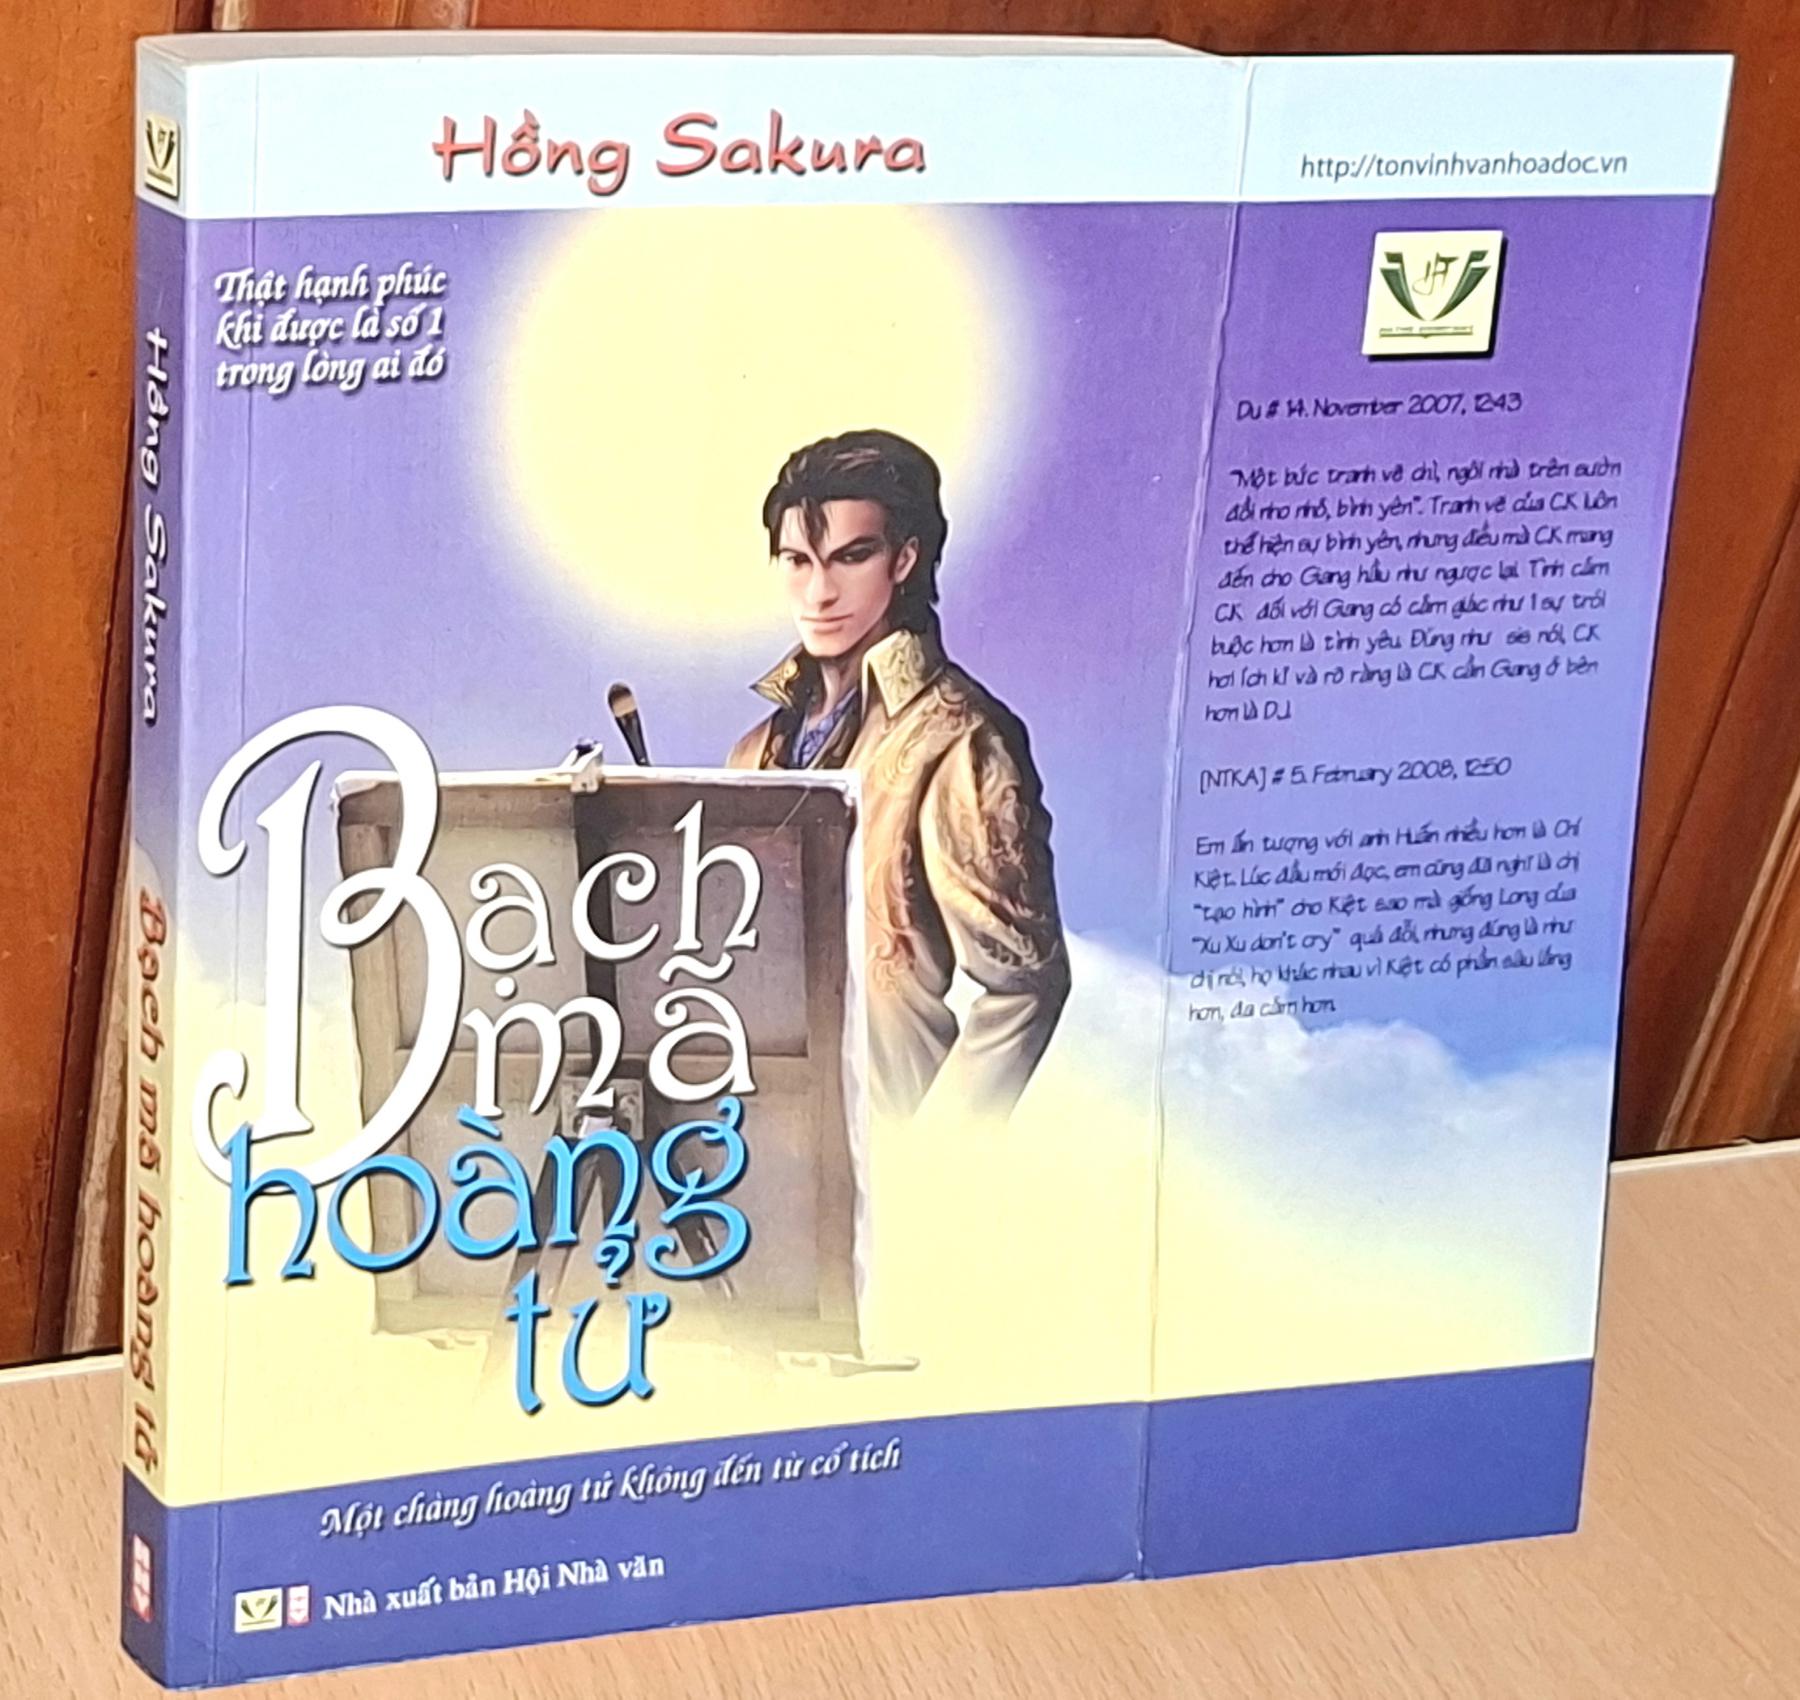 Hồng Sakura
Bạch mã hoàng tử
Hồng Sakura
Thật hạnh phúc
khi được là số 1
trong lòng ai đó
Bạch
mã
hoàng
tử
Một chàng hoàng tử không đến từ cổ tích
Nhà xuất bản Hội Nhà văn
http://tonvinhvanhoadoc.vn
Du # 14. November 2007, 12:43
"Một bức tranh vẽ chì, ngôi nhà trên sườn
đồi nho nhỏ, bình yên". Tranh vẽ của C.K luôn
thể hiện sự bình yên, nhưng điều mà C.K mang
đến cho Giang hầu như ngược lại. Tình cảm
C.K đối với Giang có cảm giác như 1 sự trói
buộc hơn là tình yêu. Đúng như sis nói, C.K
hơi ích kỉ và rõ ràng là C.K cần Giang ở bên
hơn là D.J.
[NTKA] # 5. February 2008, 12:50
Em ấn tượng với anh Huấn nhiều hơn là Chí
Kiệt. Lúc đầu mới đọc, em cũng đã nghĩ là chị
"tạo hình" cho Kiệt sao mà giống Long của
"Xu Xu don't cry" quá đỗi, nhưng đúng là như
chị nói, họ khác nhau vì Kiệt có phần sâu lắng
hơn, đa cảm hơn.